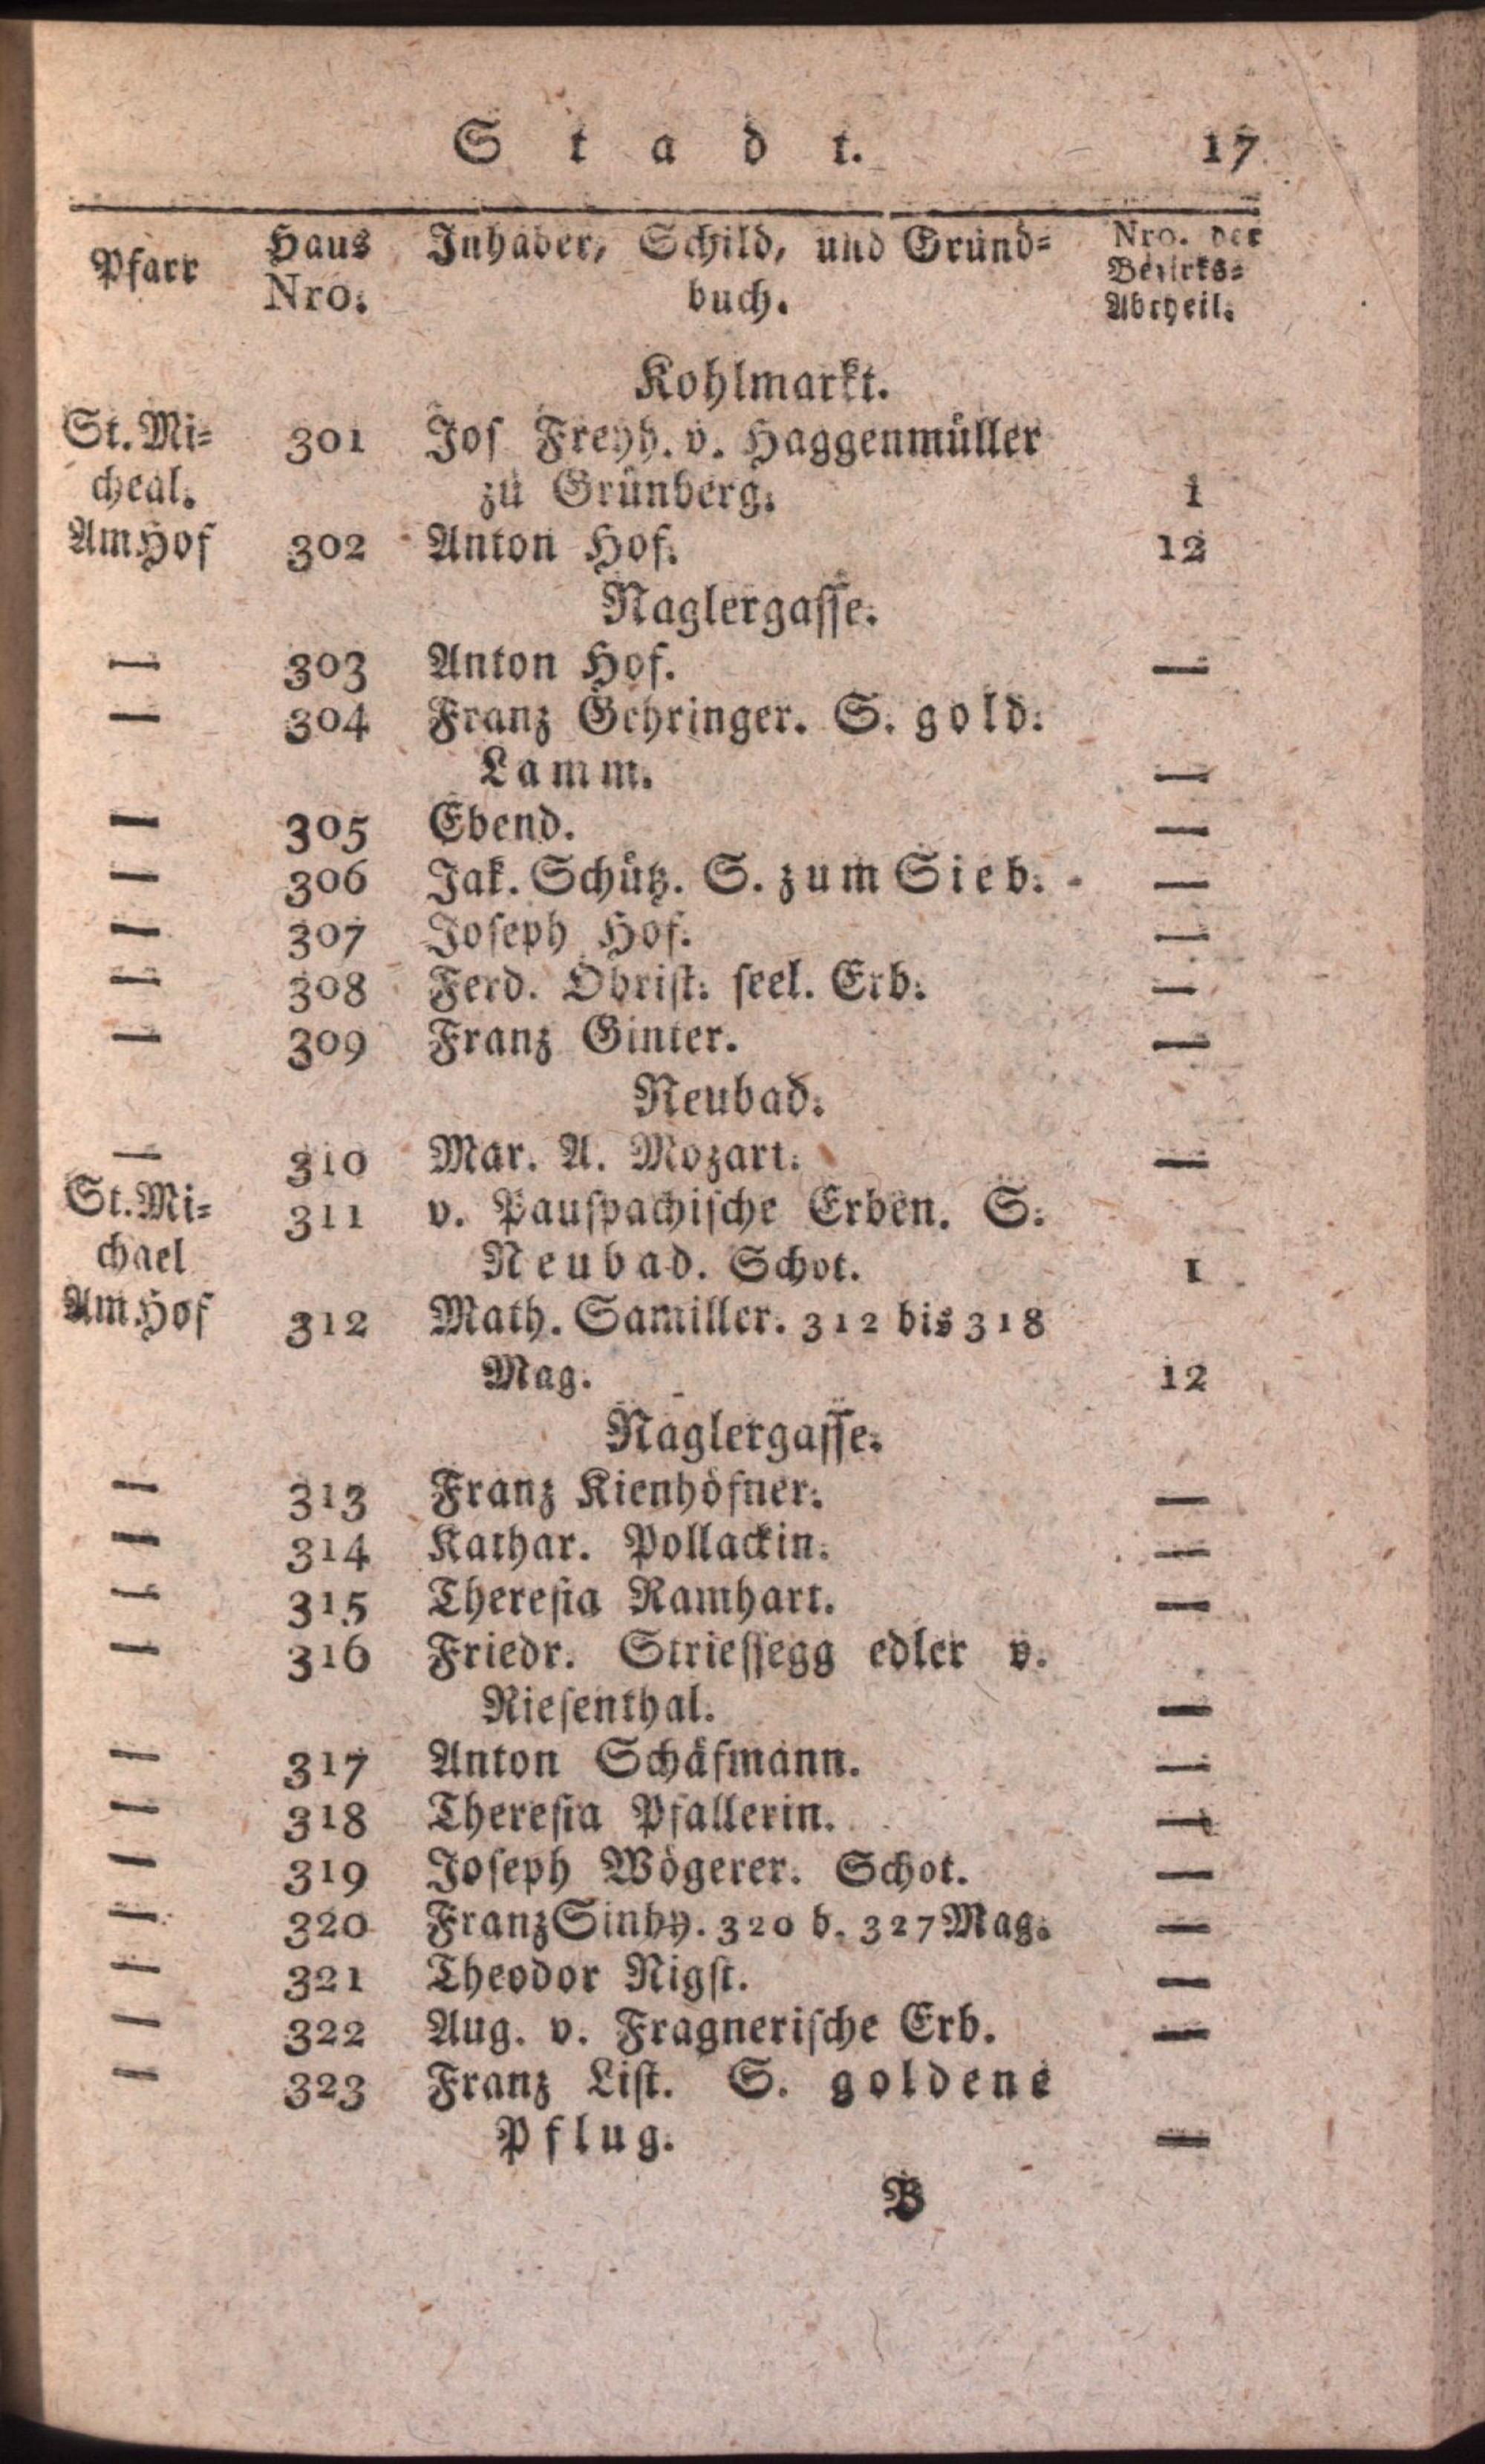 Stadt. 17
Pfarr Haus Nro. Inhaber, Schild, und Grund= buch. Nro. der Bezirks= Abtheil.
Kohlmarkt.
St. Mi= 301 Jos Freyh. v. Haggenmüller
cheal. zu Grünberg. 1
Am Hof 302 Anton Hof. 12
Naglergasse.
— 303 Anton Hof. —
— 304 Franz Gehringer. S. gold.
Lamm. —
— 305 Ebend. —
— 306 Jak. Schütz. S. zum Sieb. —
— 307 Joseph Hof. —
— 308 Ferd. Obrist. seel. Erb. —
— 309 Franz Ginter. —
Neubad.
— 310 Mar. A. Mozart. —
St. Mi= 311 v. Pauspachische Erben. S.
chael Neubad. Schot. 1
Am Hof 312 Math. Samiller. 312 bis 318
Mag. 12
Naglergasse.
— 313 Franz Kienhöfner. —
— 314 Kathar. Pollackin. —
— 315 Theresia Ramhart. —
— 316 Friedr. Striessegg edler v.
Riesenthal. —
— 317 Anton Schäfmann. —
— 318 Theresia Pfallerin. —
— 319 Joseph Wögerer. Schot. —
— 320 Franz 320 b. 327 Mag. —
— 321 Theodor Rigst. —
— 322 Aug. v. Fragnerische Erb. —
— 323 Franz List. S. goldene
Pflug. —
B